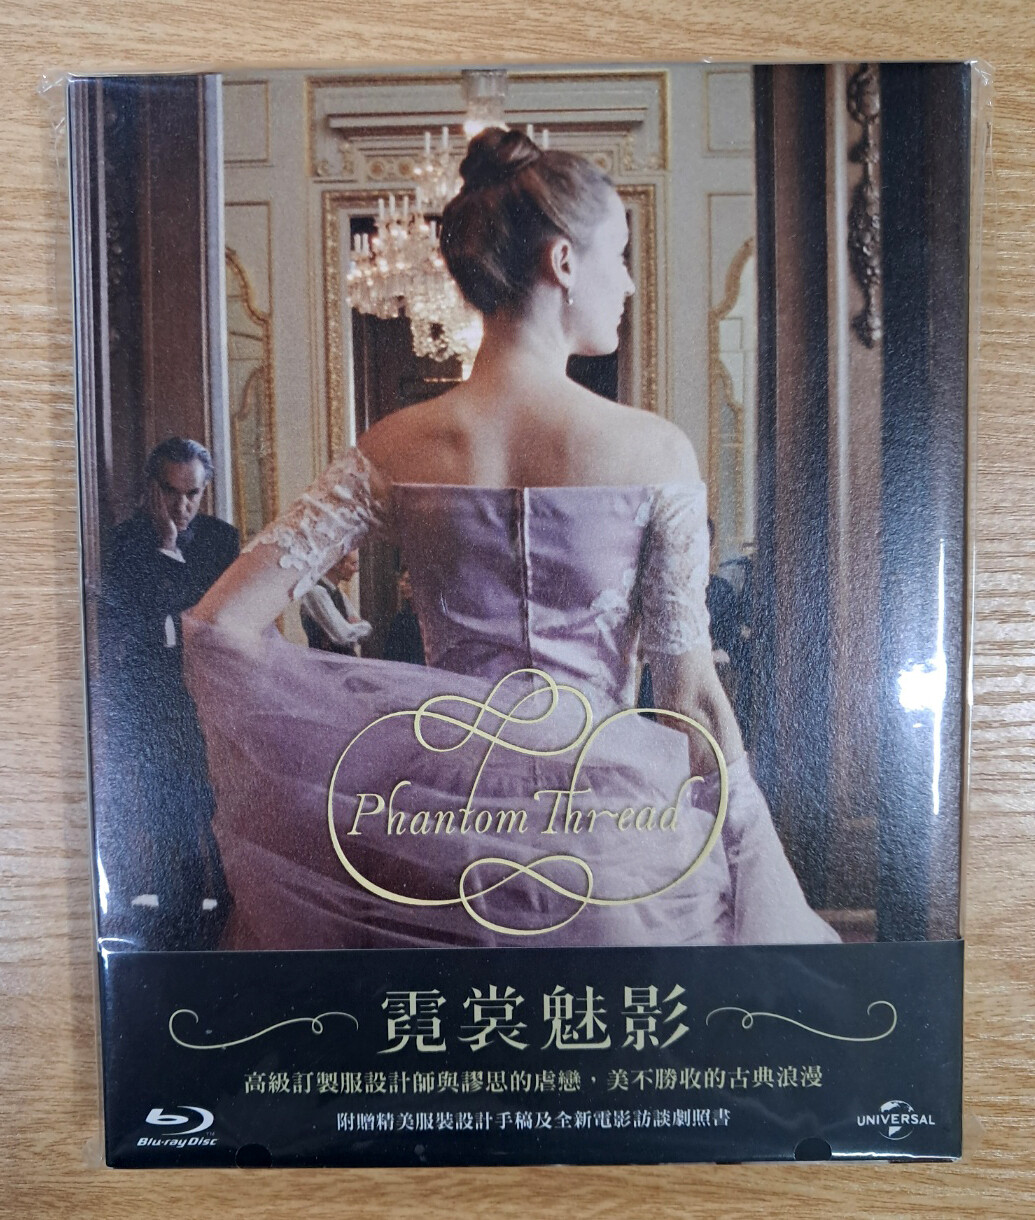 Phantom Thread
霓裳魅影
高級訂製服設計師與謬思的虐戀，美不勝收的古典浪漫
附贈精美服裝設計手稿及全新電影訪談劇照書
Blu-ray Disc
UNIVERSAL